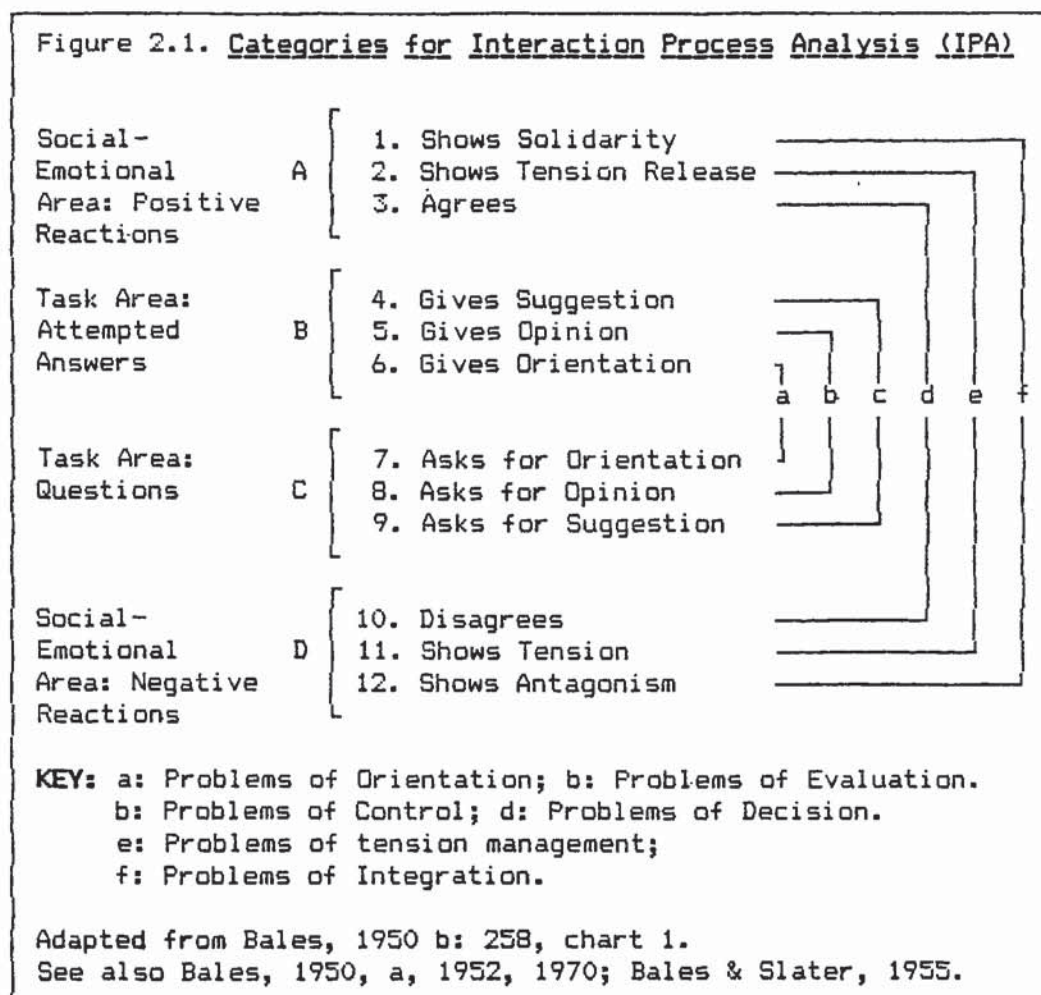 Figure 2.1. Categories for Interaction Process Analysis (IPA)
Social-
Emotional A
Area: Positive
Reactions
1. Shows Solidarity
2. Shows Tension Release
3. Agrees
Task Area:
Attempted B
Answers
4. Gives Suggestion
5. Gives Opinion
6. Gives Orientation
a b c d e f
Task Area:
Questions C
7. Asks for Orientation
8. Asks for Opinion
9. Asks for Suggestion
Social-
Emotional D
Area: Negative
Reactions
10. Disagrees
11. Shows Tension
12. Shows Antagonism
KEY: a: Problems of Orientation; b: Problems of Evaluation.
b: Problems of Control; d: Problems of Decision.
e: Problems of tension management;
f: Problems of Integration.
Adapted from Bales, 1950 b: 258, chart 1.
See also Bales, 1950, a, 1952, 1970; Bales & Slater, 1955.